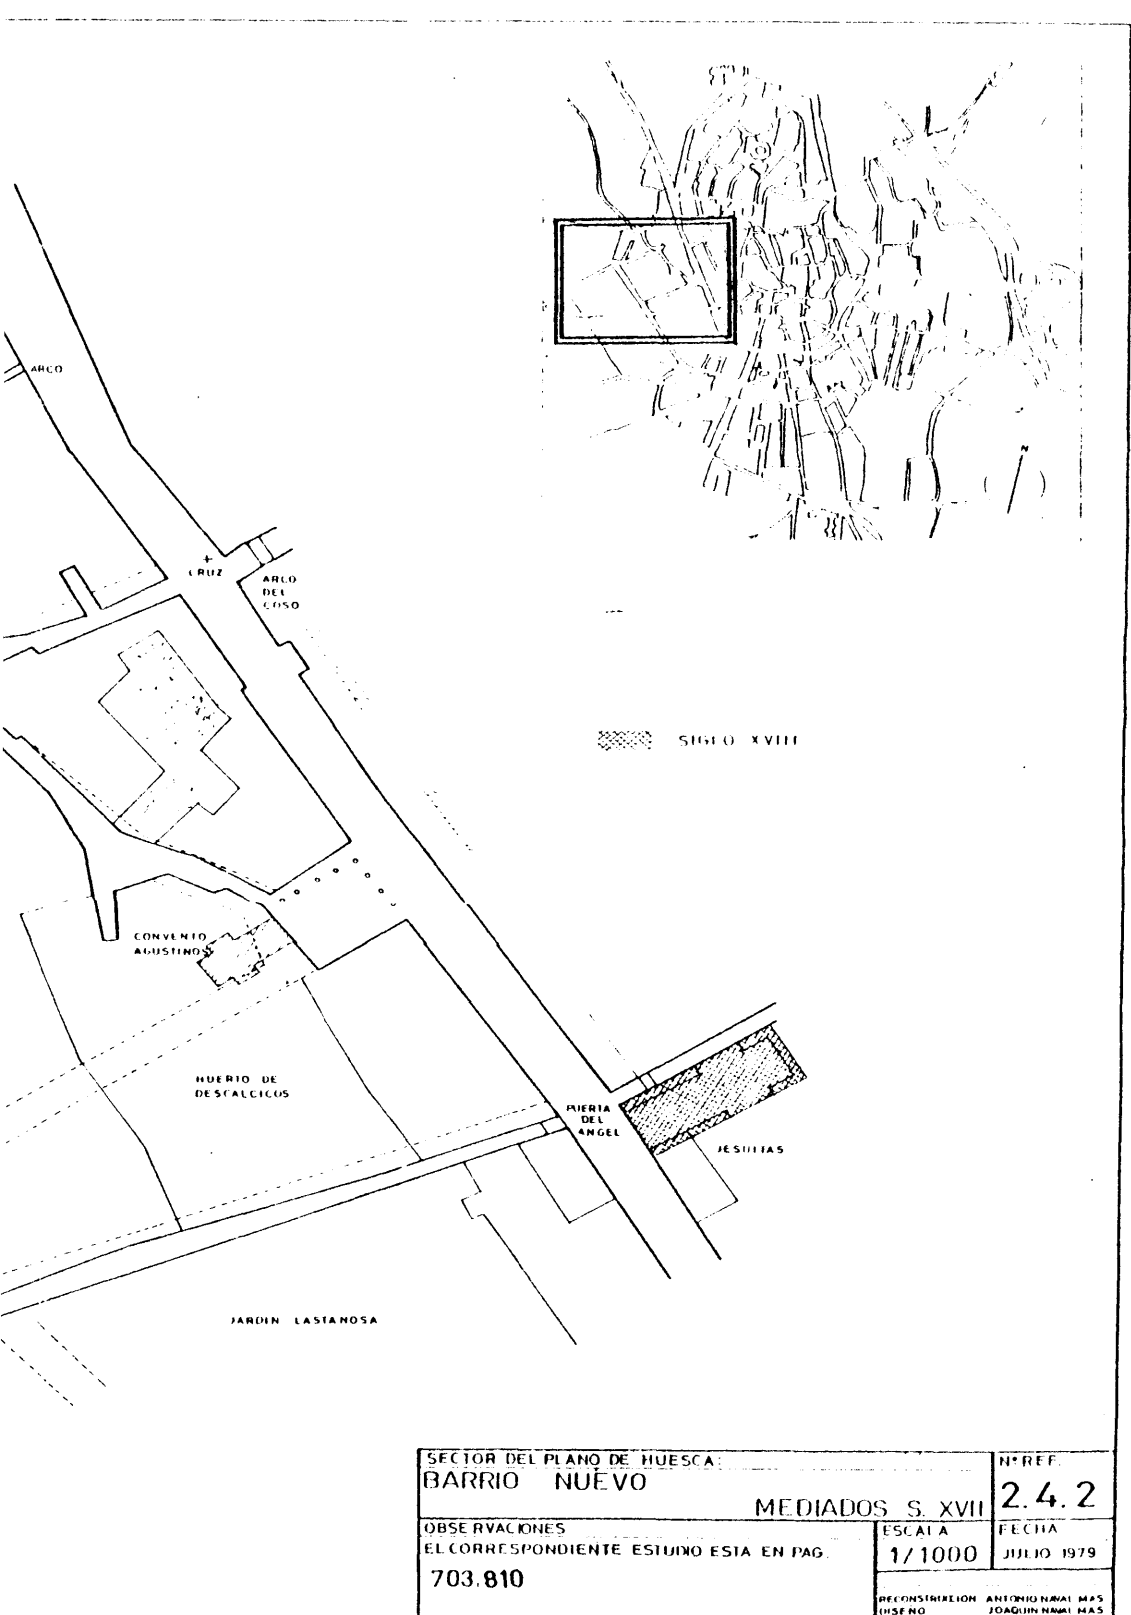 N
ARCO
CRUZ
ARCO
DEL
COSO
SIGLO XVIII
CONVENTO
AGUSTINOS
HUERTO DE
DESCALCICOS
PUERTA
DEL
ANGEL
JESUITAS
JARDIN LASTANOSA
SECTOR DEL PLANO DE HUESCA:
BARRIO NUEVO
MEDIADOS S. XVII
Nº REF.
2.4.2
OBSERVACIONES
EL CORRESPONDIENTE ESTUDIO ESTA EN PAG.
703.810
ESCALA
1/1000
FECHA
JULIO 1979
RECONSTRUCCION ANTONIO NAVAL MAS
DISEÑO JOAQUIN NAVAL MAS